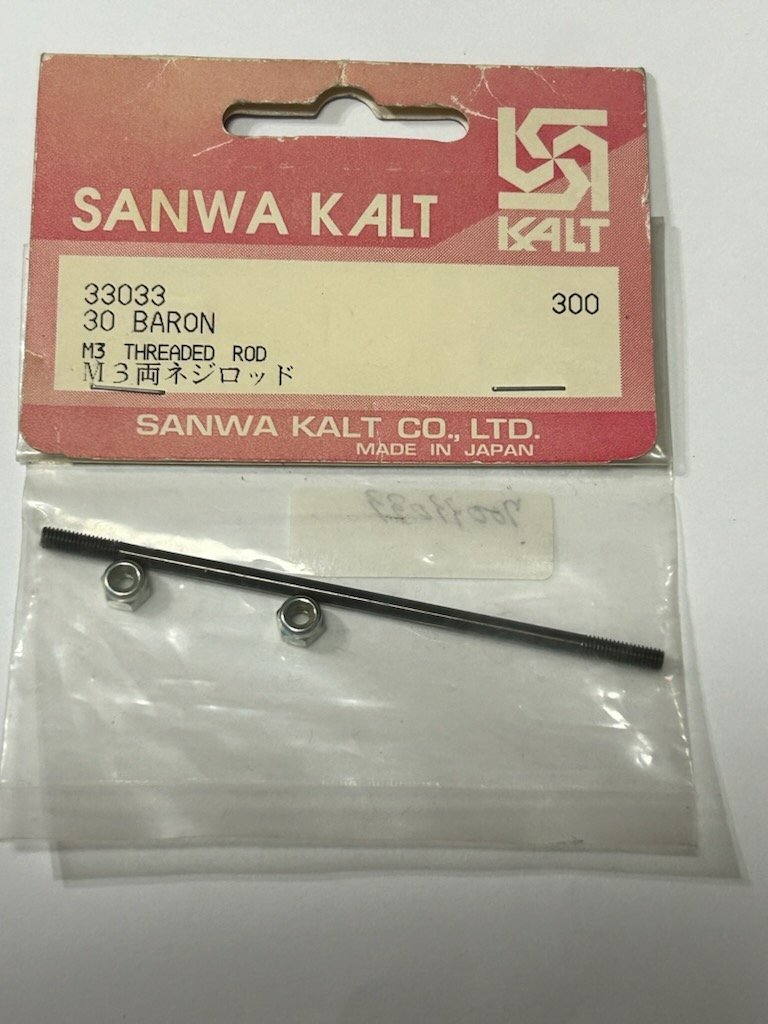 SANWA KALT
KALT
33033
300
30 BARON
M3 THREADED ROD
M3両ネジロッド
SANWA KALT CO., LTD.
MADE IN JAPAN